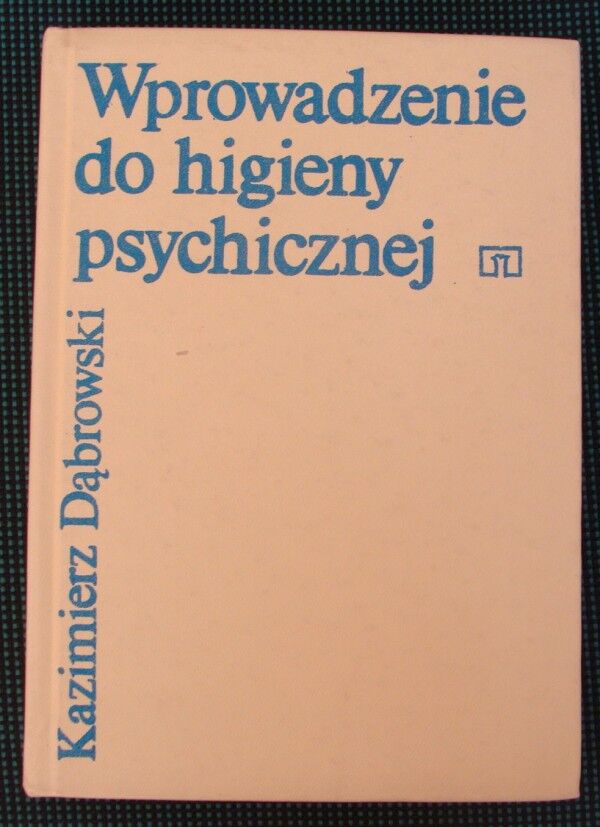 Wprowadzenie
do higieny
psychicznej
Kazimierz Dąbrowski